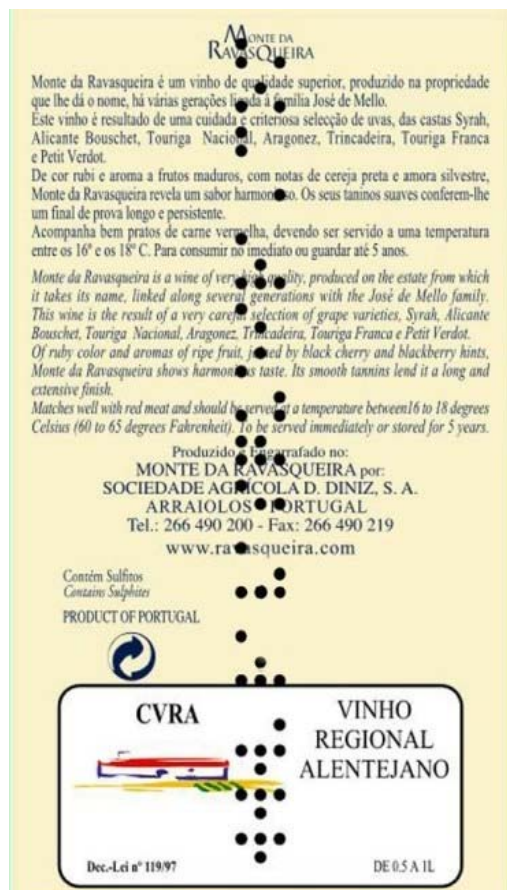 MONTE DA
RAVASQUEIRA
Monte da Ravasqueira é um vinho de qualidade superior, produzido na propriedade
que lhe dá o nome, há várias gerações ligada à família José de Mello.
Este vinho é resultado de uma cuidada e criteriosa selecção de uvas, das castas Syrah,
Alicante Bouschet, Touriga Nacional, Aragonez, Trincadeira, Touriga Franca
e Petit Verdot.
De cor rubi e aroma a frutos maduros, com notas de cereja preta e amora silvestre,
Monte da Ravasqueira revela um sabor harmonioso. Os seus taninos suaves conferem-lhe
um final de prova longo e persistente.
Acompanha bem pratos de carne vermelha, devendo ser servido a uma temperatura
entre os 16º e os 18º C. Para consumir no imediato ou guardar até 5 anos.
Monte da Ravasqueira is a wine of very high quality, produced on the estate from which
it takes its name, linked along several generations with the José de Mello family.
This wine is the result of a very careful selection of grape varieties, Syrah, Alicante
Bouschet, Touriga Nacional, Aragonez, Trincadeira, Touriga Franca e Petit Verdot.
Of ruby color and aromas of ripe fruit, joined by black cherry and blackberry hints,
Monte da Ravasqueira shows harmonious taste. Its smooth tannins lend it a long and
extensive finish.
Matches well with red meat and should be served at a temperature between16 to 18 degrees
Celsius (60 to 65 degrees Fahrenheit). To be served immediately or stored for 5 years.
Produzido e Engarrafado no:
MONTE DA RAVASQUEIRA por:
SOCIEDADE AGRÍCOLA D. DINIZ, S. A.
ARRAIOLOS PORTUGAL
Tel.: 266 490 200 - Fax: 266 490 219
www.ravasqueira.com
Contém Sulfitos
Contains Sulphites
PRODUCT OF PORTUGAL
CVRA
VINHO
REGIONAL
ALENTEJANO
Dec.-Lei nº 119/97
DE 0.5 A 1L